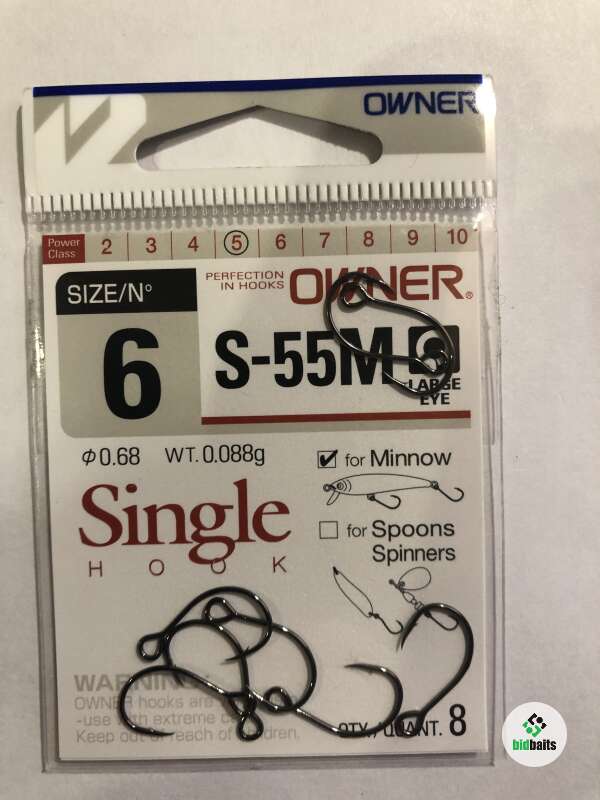 OWNER
Power Class 2 3 4 5 6 7 8 9 10
SIZE/N°
6
PERFECTION
IN HOOKS
OWNER®
S-55M
LARGE
EYE
φ0.68 WT. 0.088g
for Minnow
for Spoons
Spinners
Single
HOOK
WARNING
OWNER hooks are
-use with extreme
Keep out of reach of children.
QTY./QUANT. 8
bidbaits